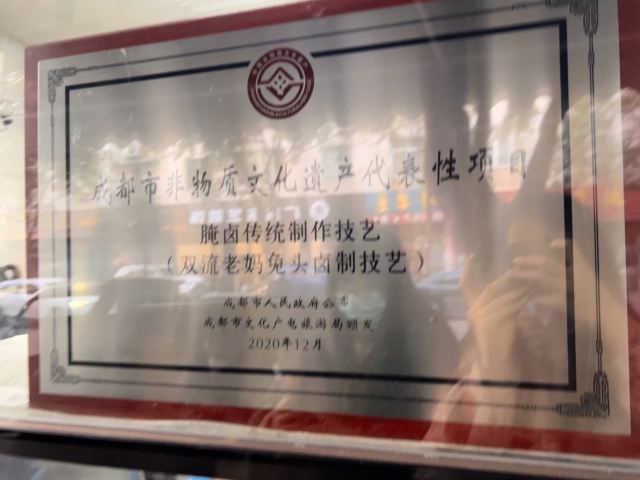 成都市非物质文化遗产代表性项目
腌卤传统制作技艺
（双流老妈兔头卤制技艺）
成都市人民政府公布
成都市文化广电旅游局颁发
2020年12月